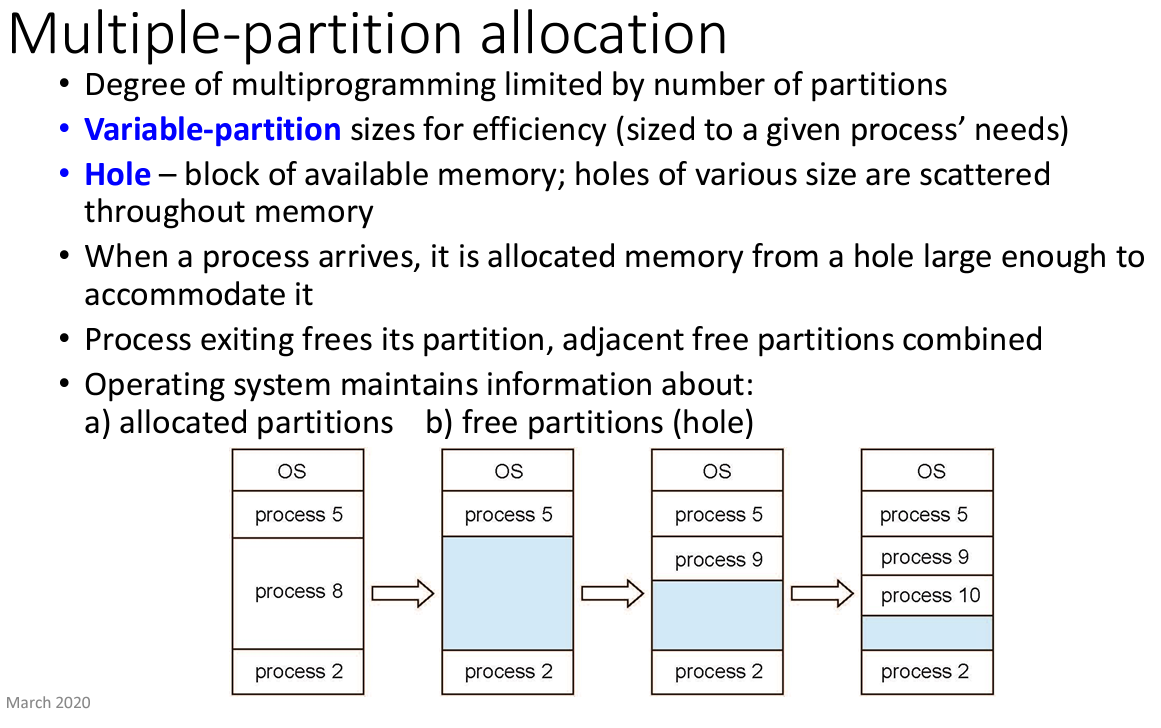 Multiple-partition allocation
• Degree of multiprogramming limited by number of partitions
• Variable-partition sizes for efficiency (sized to a given process’ needs)
• Hole – block of available memory; holes of various size are scattered
throughout memory
• When a process arrives, it is allocated memory from a hole large enough to
accommodate it
• Process exiting frees its partition, adjacent free partitions combined
• Operating system maintains information about:
a) allocated partitions b) free partitions (hole)
OS
process 5
process 8
process 2
OS
process 5
process 2
OS
process 5
process 9
process 2
OS
process 5
process 9
process 10
process 2
March 2020